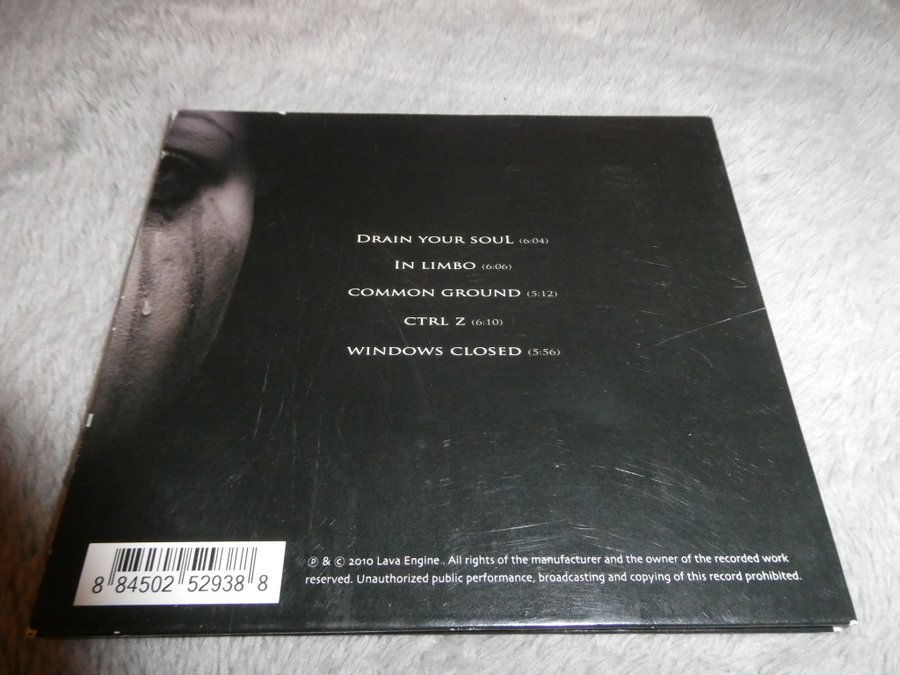 Drain your soul (6:04)
In limbo (6:06)
common ground (5:12)
ctrl z (6:10)
windows closed (5:56)
℗ & © 2010 Lava Engine . All rights of the manufacturer and the owner of the recorded work
reserved. Unauthorized public performance, broadcasting and copying of this record prohibited.
8 84502 52938 8